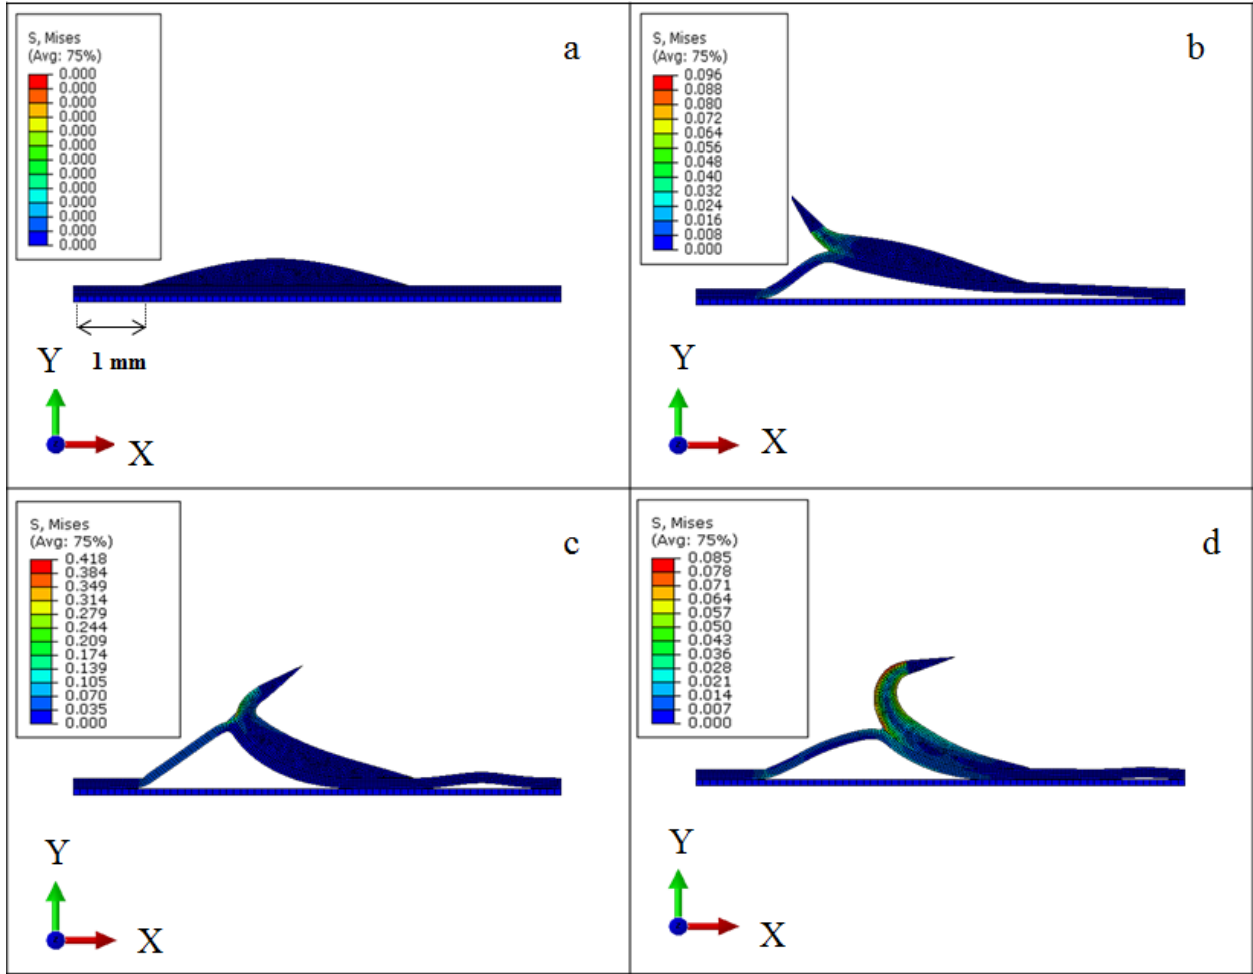 S, Mises
(Avg: 75%)
0.000
0.000
0.000
0.000
0.000
0.000
0.000
0.000
0.000
0.000
0.000
0.000
0.000
a
1 mm
Y
X
S, Mises
(Avg: 75%)
0.096
0.088
0.080
0.072
0.064
0.056
0.048
0.040
0.032
0.024
0.016
0.008
0.000
b
Y
X
S, Mises
(Avg: 75%)
0.418
0.384
0.349
0.314
0.279
0.244
0.209
0.174
0.139
0.105
0.070
0.035
0.000
c
Y
X
S, Mises
(Avg: 75%)
0.085
0.078
0.071
0.064
0.057
0.050
0.043
0.036
0.028
0.021
0.014
0.007
0.000
d
Y
X